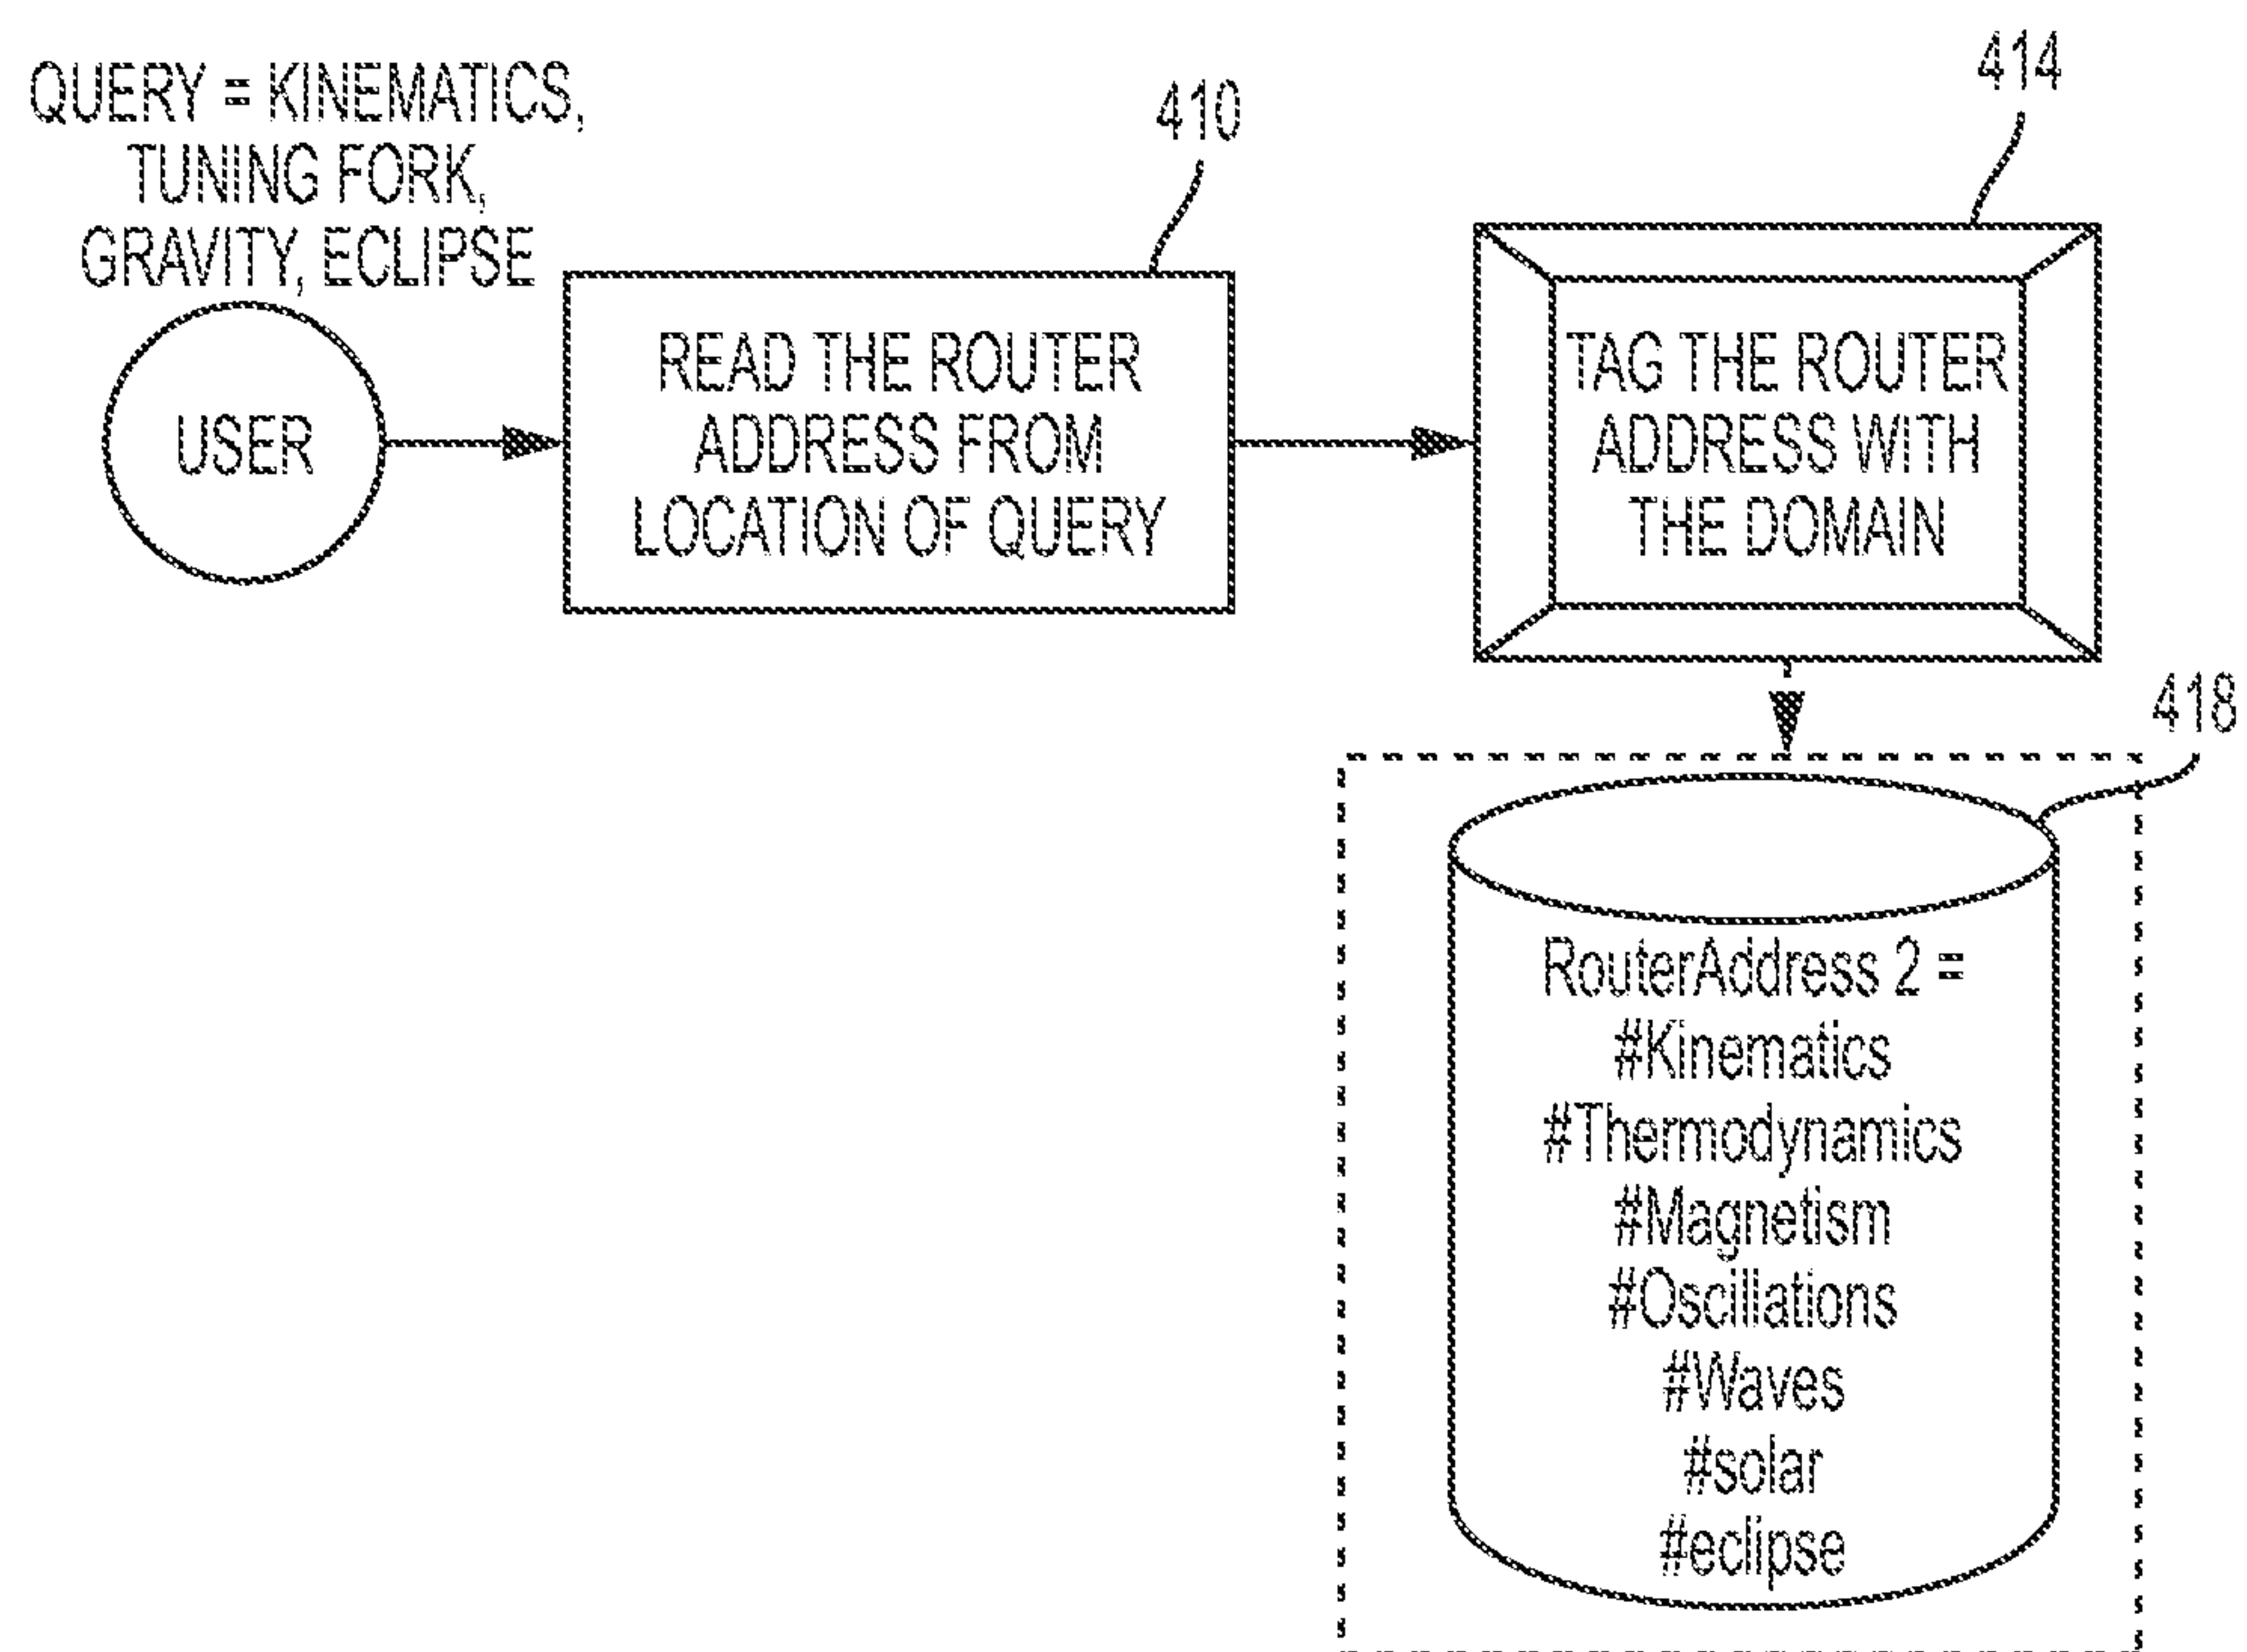 QUERY = KINEMATICS,
TUNING FORK,
GRAVITY, ECLIPSE
USER
410
READ THE ROUTER
ADDRESS FROM
LOCATION OF QUERY
414
TAG THE ROUTER
ADDRESS WITH
THE DOMAIN
418
RouterAddress 2 =
#Kinematics
#Thermodynamics
#Magnetism
#Oscillations
#Waves
#solar
#eclipse